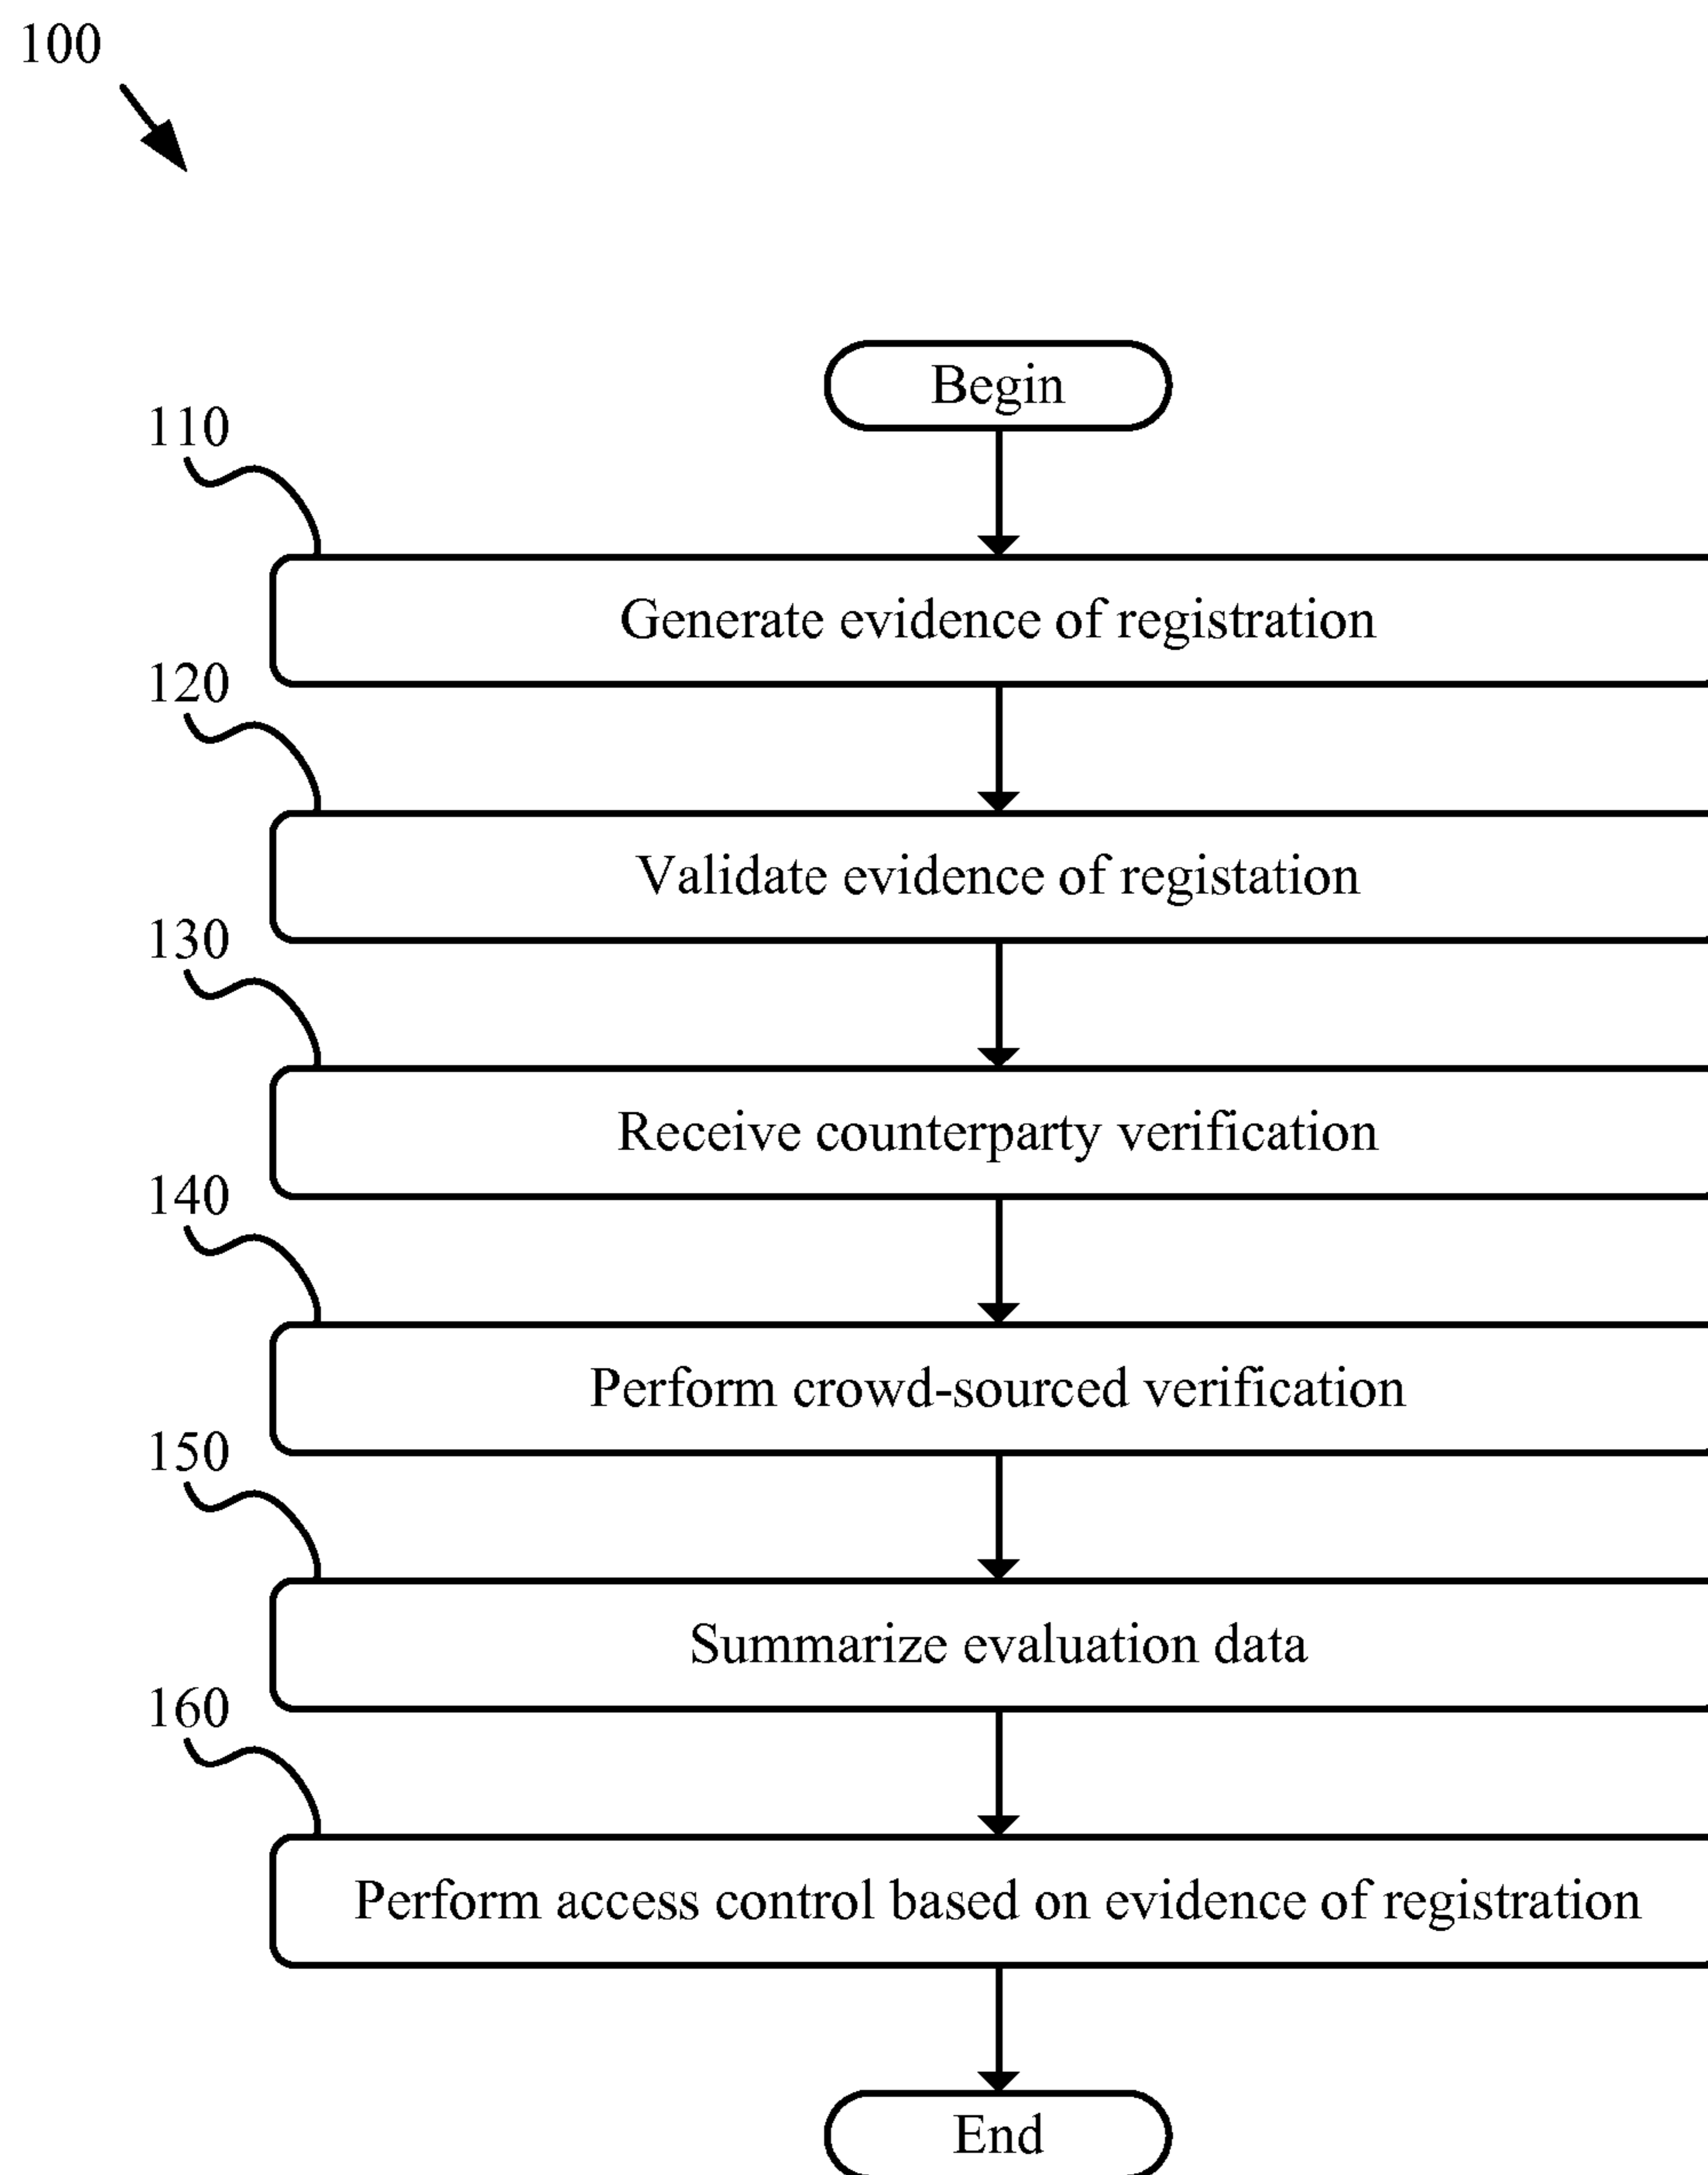 100
Begin
110
Generate evidence of registration
120
Validate evidence of registation
130
Receive counterparty verification
140
Perform crowd-sourced verification
150
Summarize evaluation data
160
Perform access control based on evidence of registration
End